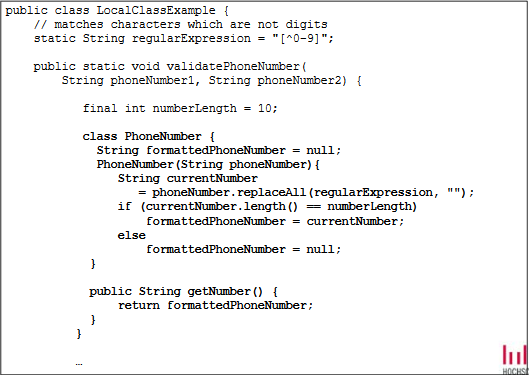 public class LocalClassExample {
// matches characters which are not digits
static String regularExpression = "[^0-9]";
public static void validatePhoneNumber(
String phoneNumber1, String phoneNumber2) {
final int numberLength = 10;
class PhoneNumber {
String formattedPhoneNumber = null;
PhoneNumber(String phoneNumber){
String currentNumber
= phoneNumber.replaceAll(regularExpression, "");
if (currentNumber.length() == numberLength)
formattedPhoneNumber = currentNumber;
else
formattedPhoneNumber = null;
}
public String getNumber() {
return formattedPhoneNumber;
}
}
…
HOCHSC